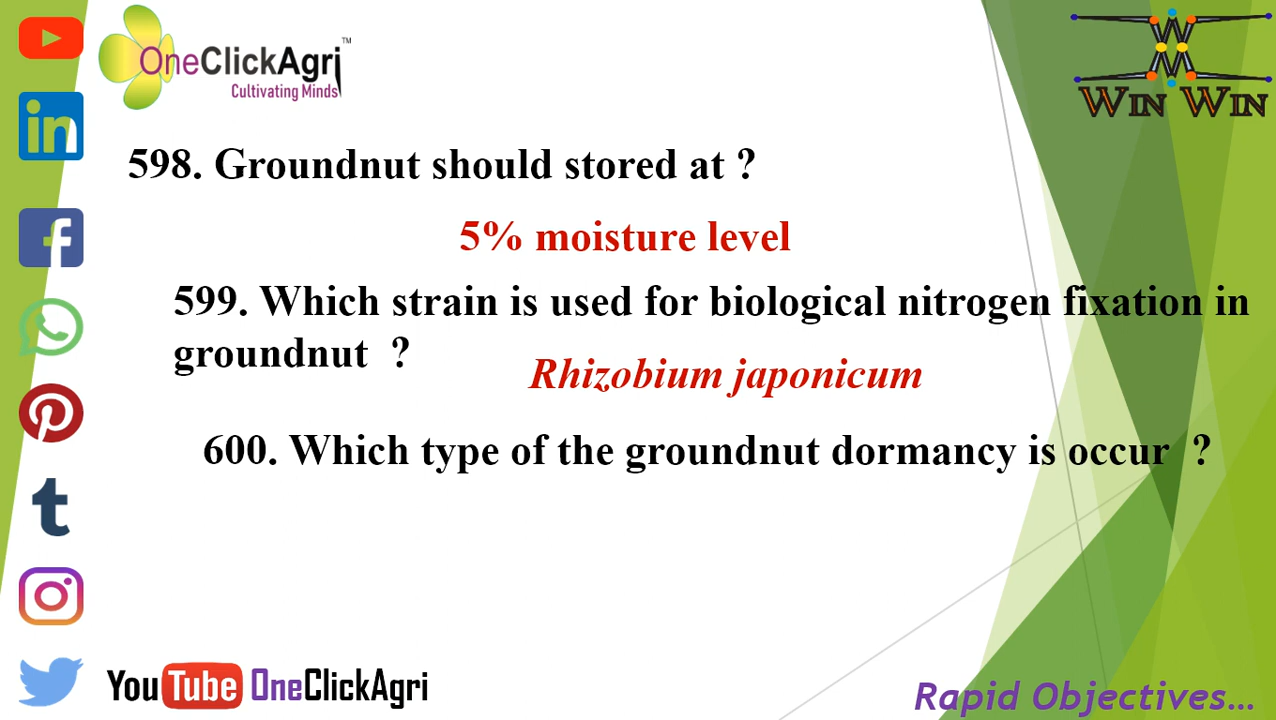 OneClickAgri™
Cultivating Minds
WIN WIN
598. Groundnut should stored at ?
5% moisture level
599. Which strain is used for biological nitrogen fixation in
groundnut ?
Rhizobium japonicum
600. Which type of the groundnut dormancy is occur ?
YouTube OneClickAgri
Rapid Objectives...